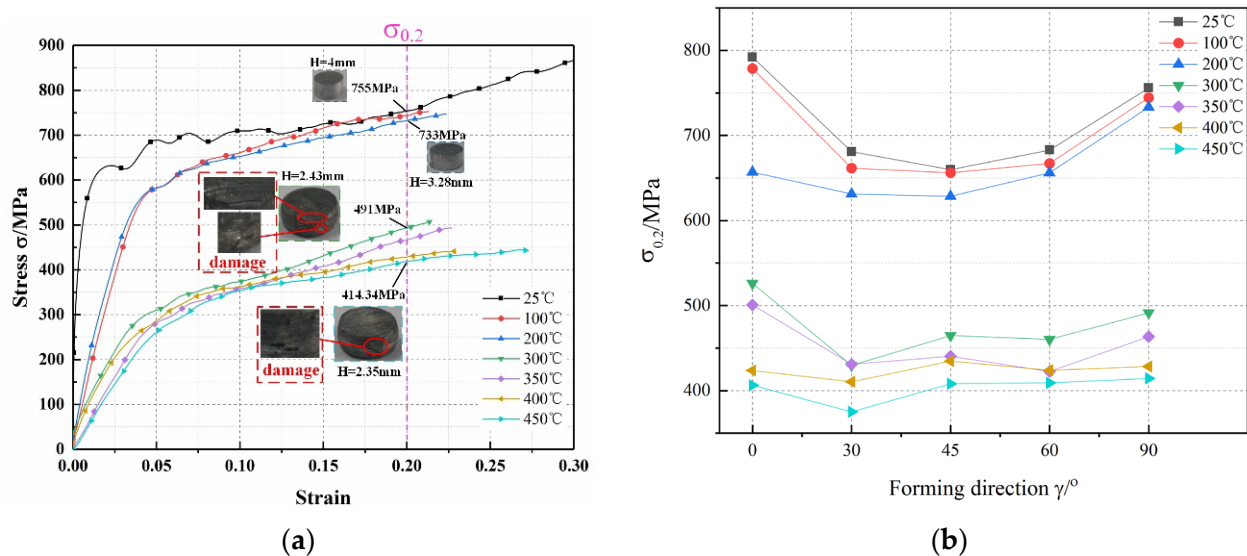 σ0.2
900
800
700
600
500
400
300
200
100
0
Stress σ/MPa
H=4mm
755MPa
733MPa
H=3.28mm
H=2.43mm
491MPa
damage
414.34MPa
damage
H=2.35mm
25℃
100℃
200℃
300℃
350℃
400℃
450℃
0.00 0.05 0.10 0.15 0.20 0.25 0.30
Strain
(a)
800
700
600
500
400
σ0.2/MPa
25℃
100℃
200℃
300℃
350℃
400℃
450℃
0 30 45 60 90
Forming direction γ/°
(b)